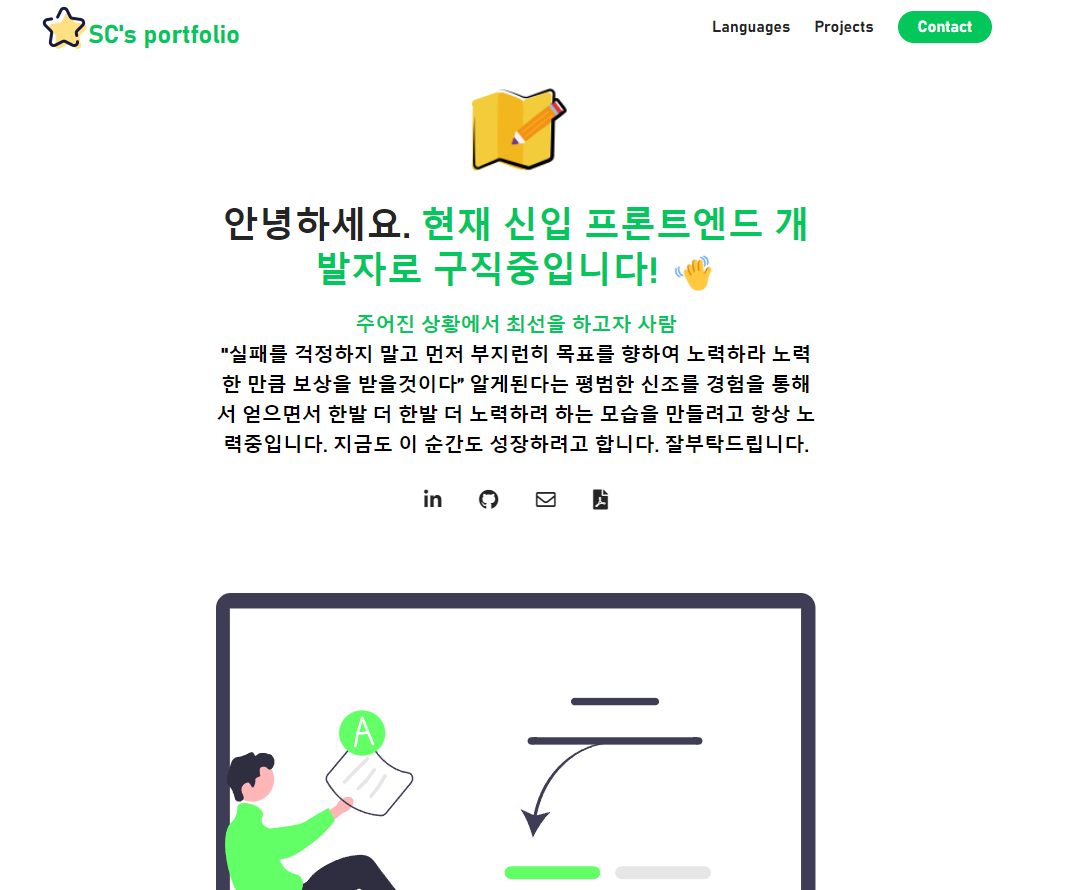 SC's portfolio
Languages
Projects
Contact
안녕하세요. 현재 신입 프론트엔드 개
발자로 구직중입니다!
주어진 상황에서 최선을 하고자 사람
"실패를 걱정하지 말고 먼저 부지런히 목표를 향하여 노력하라 노력
한 만큼 보상을 받을것이다” 알게된다는 평범한 신조를 경험을 통해
서 얻으면서 한발 더 한발 더 노력하려 하는 모습을 만들려고 항상 노
력중입니다. 지금도 이 순간도 성장하려고 합니다. 잘부탁드립니다.
in
A